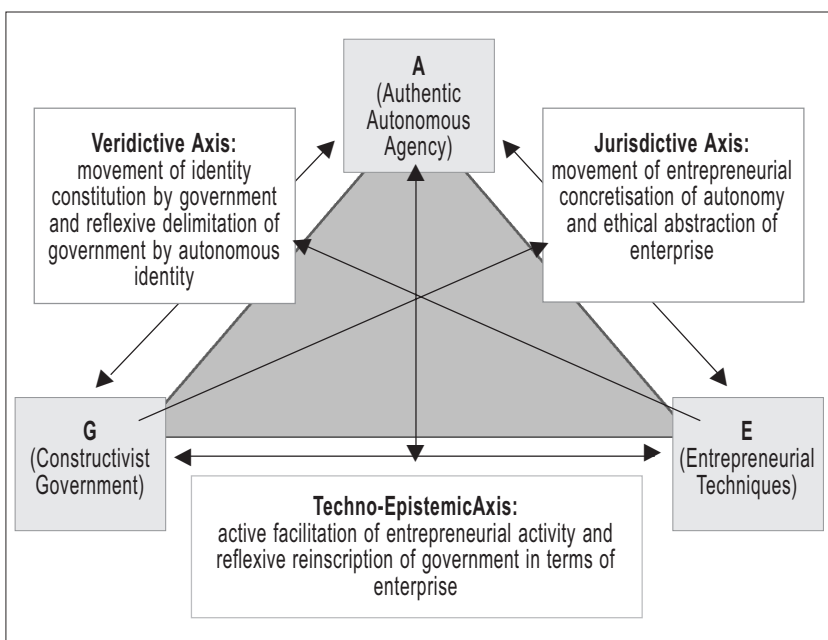 A
(Authentic
Autonomous
Agency)
Veridictive Axis:
movement of identity
constitution by government
and reflexive delimitation of
government by autonomous
identity
Jurisdictive Axis:
movement of entrepreneurial
concretisation of autonomy
and ethical abstraction of
enterprise
G
(Constructivist
Government)
E
(Entrepreneurial
Techniques)
Techno-EpistemicAxis:
active facilitation of entrepreneurial activity and
reflexive reinscription of government in terms of
enterprise